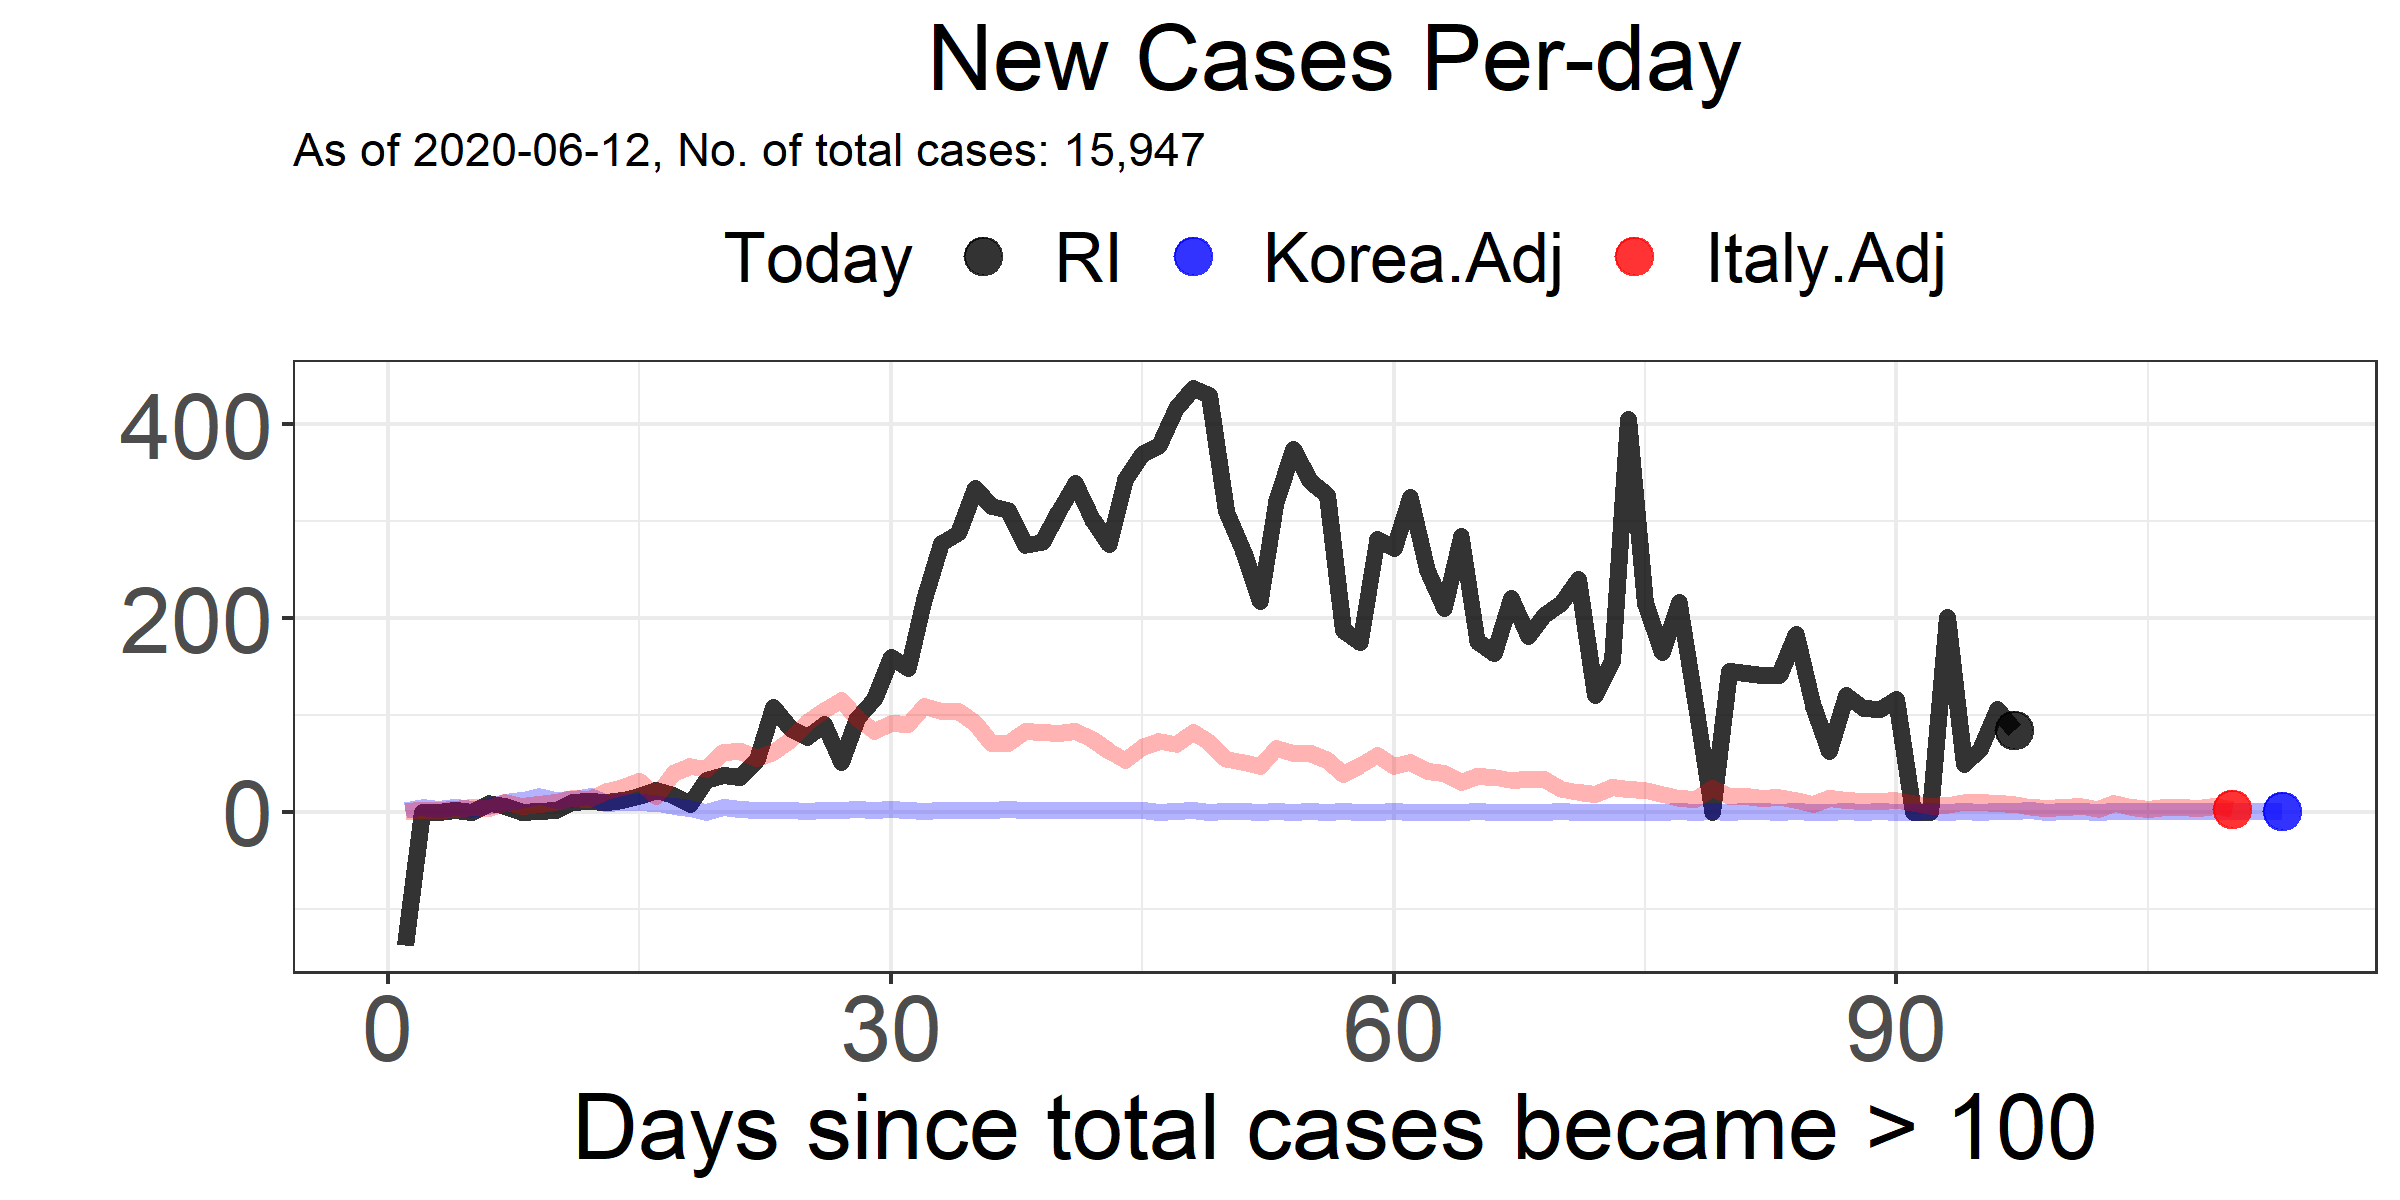 New Cases Per-day
As of 2020-06-12, No. of total cases: 15,947
Today RI Korea.Adj Italy.Adj
400
200
0
0 30 60 90
Days since total cases became > 100